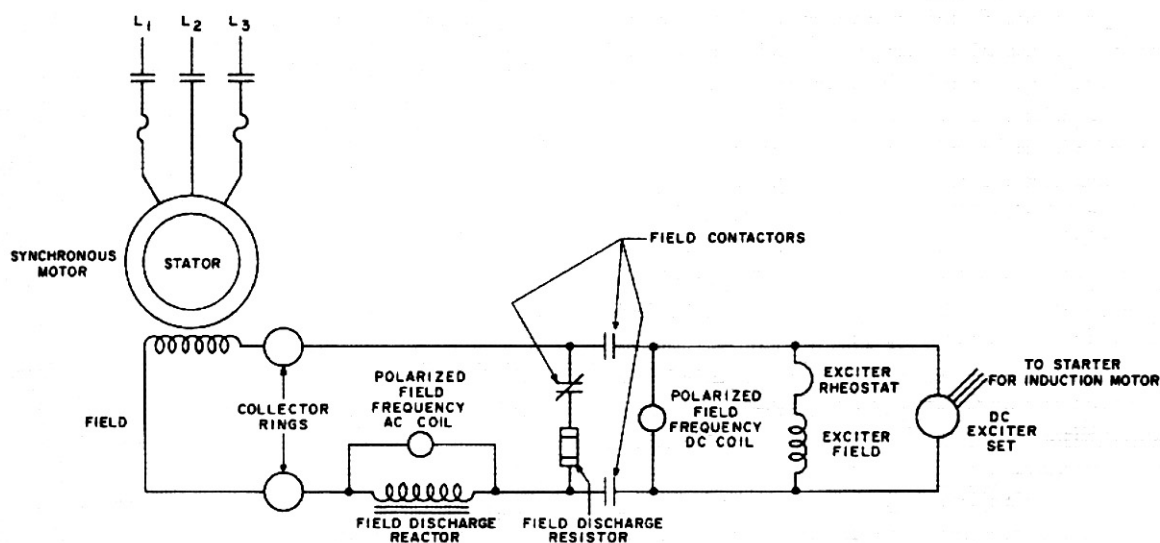 L1 L2 L3
SYNCHRONOUS
MOTOR
STATOR
FIELD CONTACTORS
FIELD
COLLECTOR
RINGS
POLARIZED
FIELD
FREQUENCY
AC COIL
FIELD DISCHARGE
REACTOR
FIELD DISCHARGE
RESISTOR
POLARIZED
FIELD
FREQUENCY
DC COIL
EXCITER
RHEOSTAT
EXCITER
FIELD
TO STARTER
FOR INDUCTION MOTOR
DC
EXCITER
SET